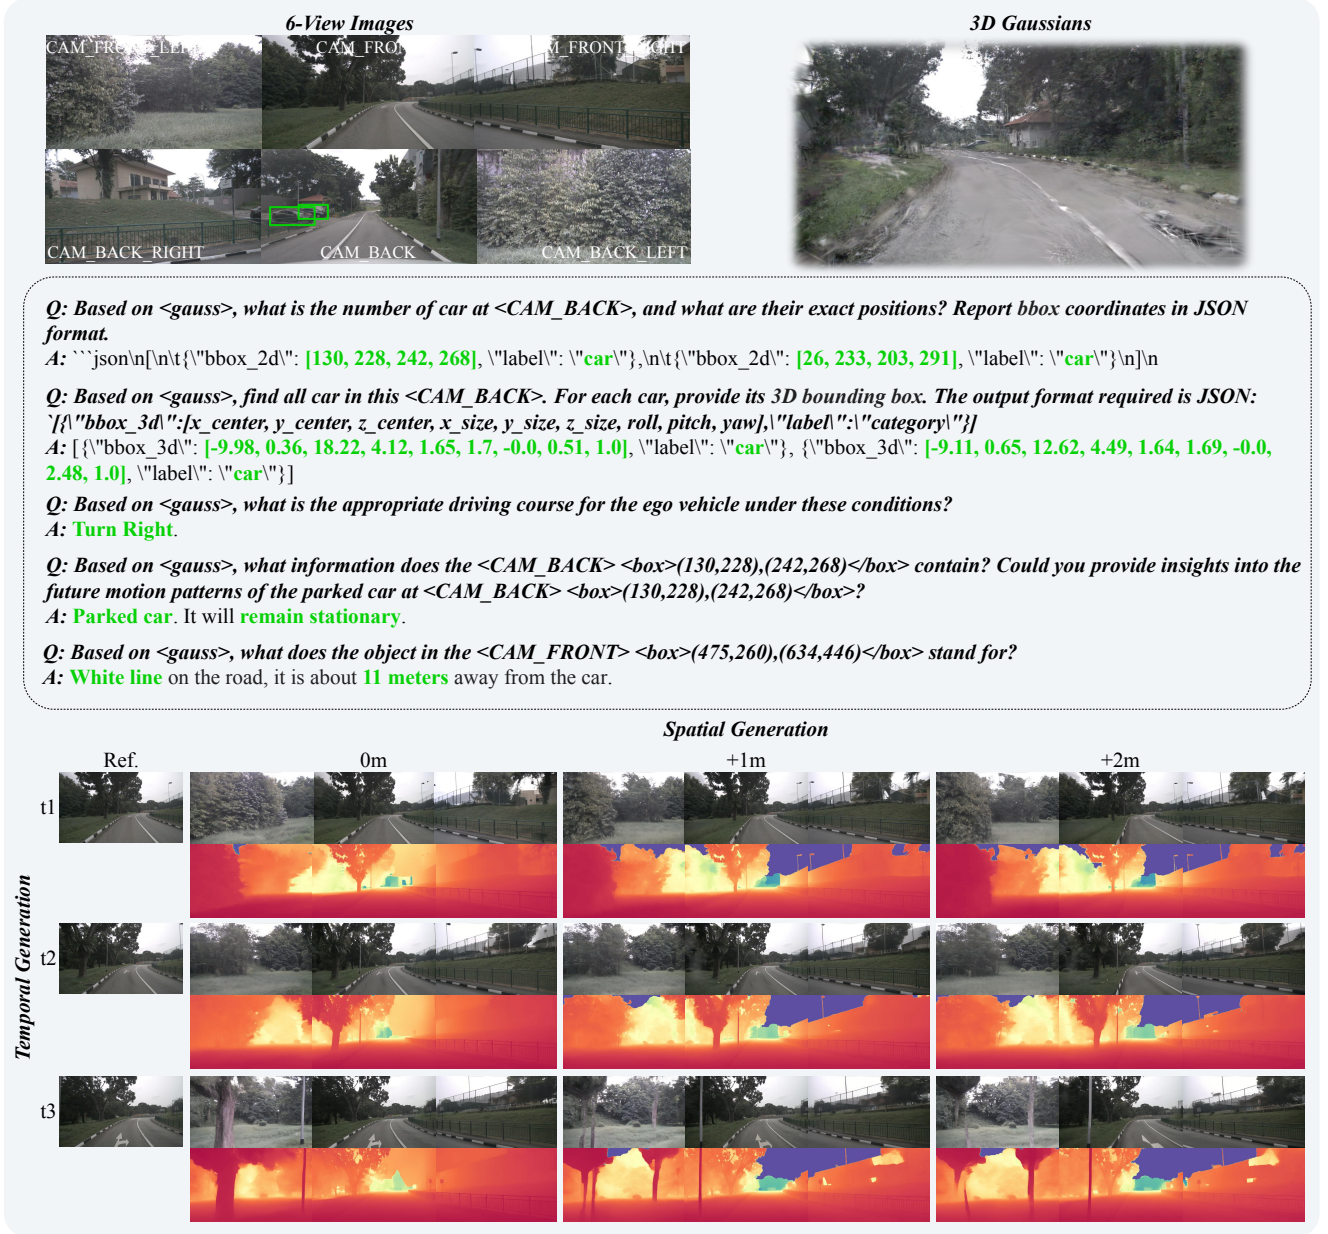 6-View Images
3D Gaussians
CAM_FRONT_LEFT
CAM_FRONT
M_FRONT_RIGHT
CAM_BACK_RIGHT
CAM_BACK
CAM_BACK_LEFT
Q: Based on <gauss>, what is the number of car at <CAM_BACK>, and what are their exact positions? Report bbox coordinates in JSON
format.
A: ```json\n[\n\t{\"bbox_2d\": [130, 228, 242, 268], \"label\": \"car\"},\n\t{\"bbox_2d\": [26, 233, 203, 291], \"label\": \"car\"}\n]\n
Q: Based on <gauss>, find all car in this <CAM_BACK>. For each car, provide its 3D bounding box. The output format required is JSON:
`[{\"bbox_3d\":[x_center, y_center, z_center, x_size, y_size, z_size, roll, pitch, yaw],\"label\":\"category\"}]
A: [{\"bbox_3d\": [-9.98, 0.36, 18.22, 4.12, 1.65, 1.7, -0.0, 0.51, 1.0], \"label\": \"car\"}, {\"bbox_3d\": [-9.11, 0.65, 12.62, 4.49, 1.64, 1.69, -0.0,
2.48, 1.0], \"label\": \"car\"}]
Q: Based on <gauss>, what is the appropriate driving course for the ego vehicle under these conditions?
A: Turn Right.
Q: Based on <gauss>, what information does the <CAM_BACK> <box>(130,228),(242,268)</box> contain? Could you provide insights into the
future motion patterns of the parked car at <CAM_BACK> <box>(130,228),(242,268)</box>?
A: Parked car. It will remain stationary.
Q: Based on <gauss>, what does the object in the <CAM_FRONT> <box>(475,260),(634,446)</box> stand for?
A: White line on the road, it is about 11 meters away from the car.
Spatial Generation
Ref.
0m
+1m
+2m
t1
t2
t3
Temporal Generation